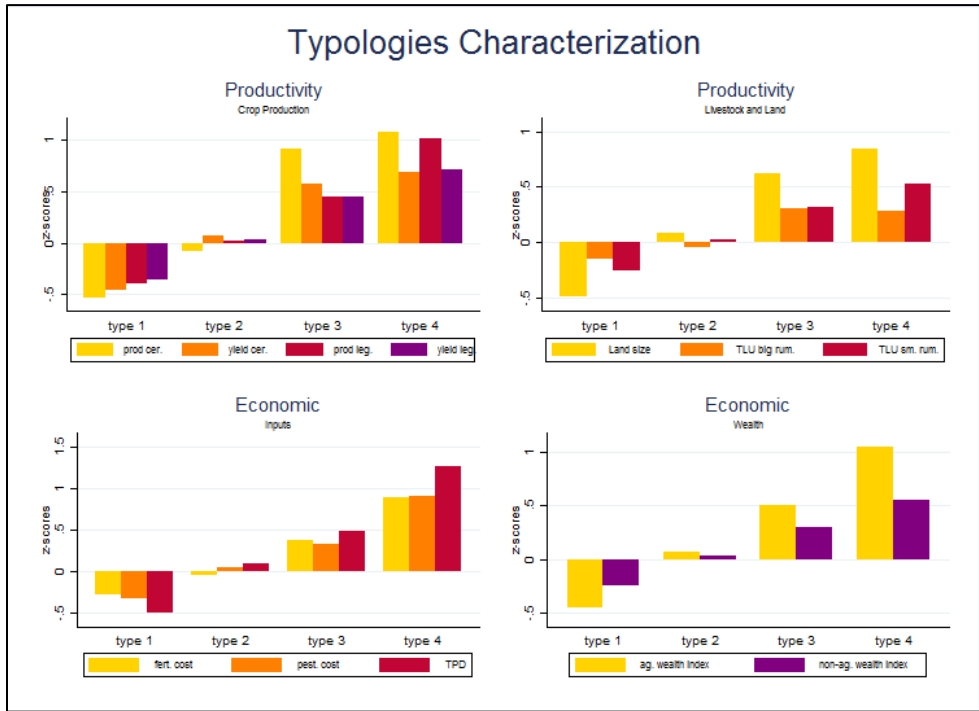 Typologies Characterization
Productivity
Crop Production
z-scores
1
.5
0
-.5
type 1 type 2 type 3 type 4
prod cer. yield cer. prod leg. yield leg.
Productivity
Livestock and Land
z-scores
1
.5
0
-.5
type 1 type 2 type 3 type 4
Land size TLU big rum. TLU sm. rum.
Economic
Inputs
z-scores
1.5
1
.5
0
-.5
type 1 type 2 type 3 type 4
fert. cost pest. cost TPD
Economic
Wealth
z-scores
1
.5
0
-.5
type 1 type 2 type 3 type 4
ag. wealth index non-ag. wealth index